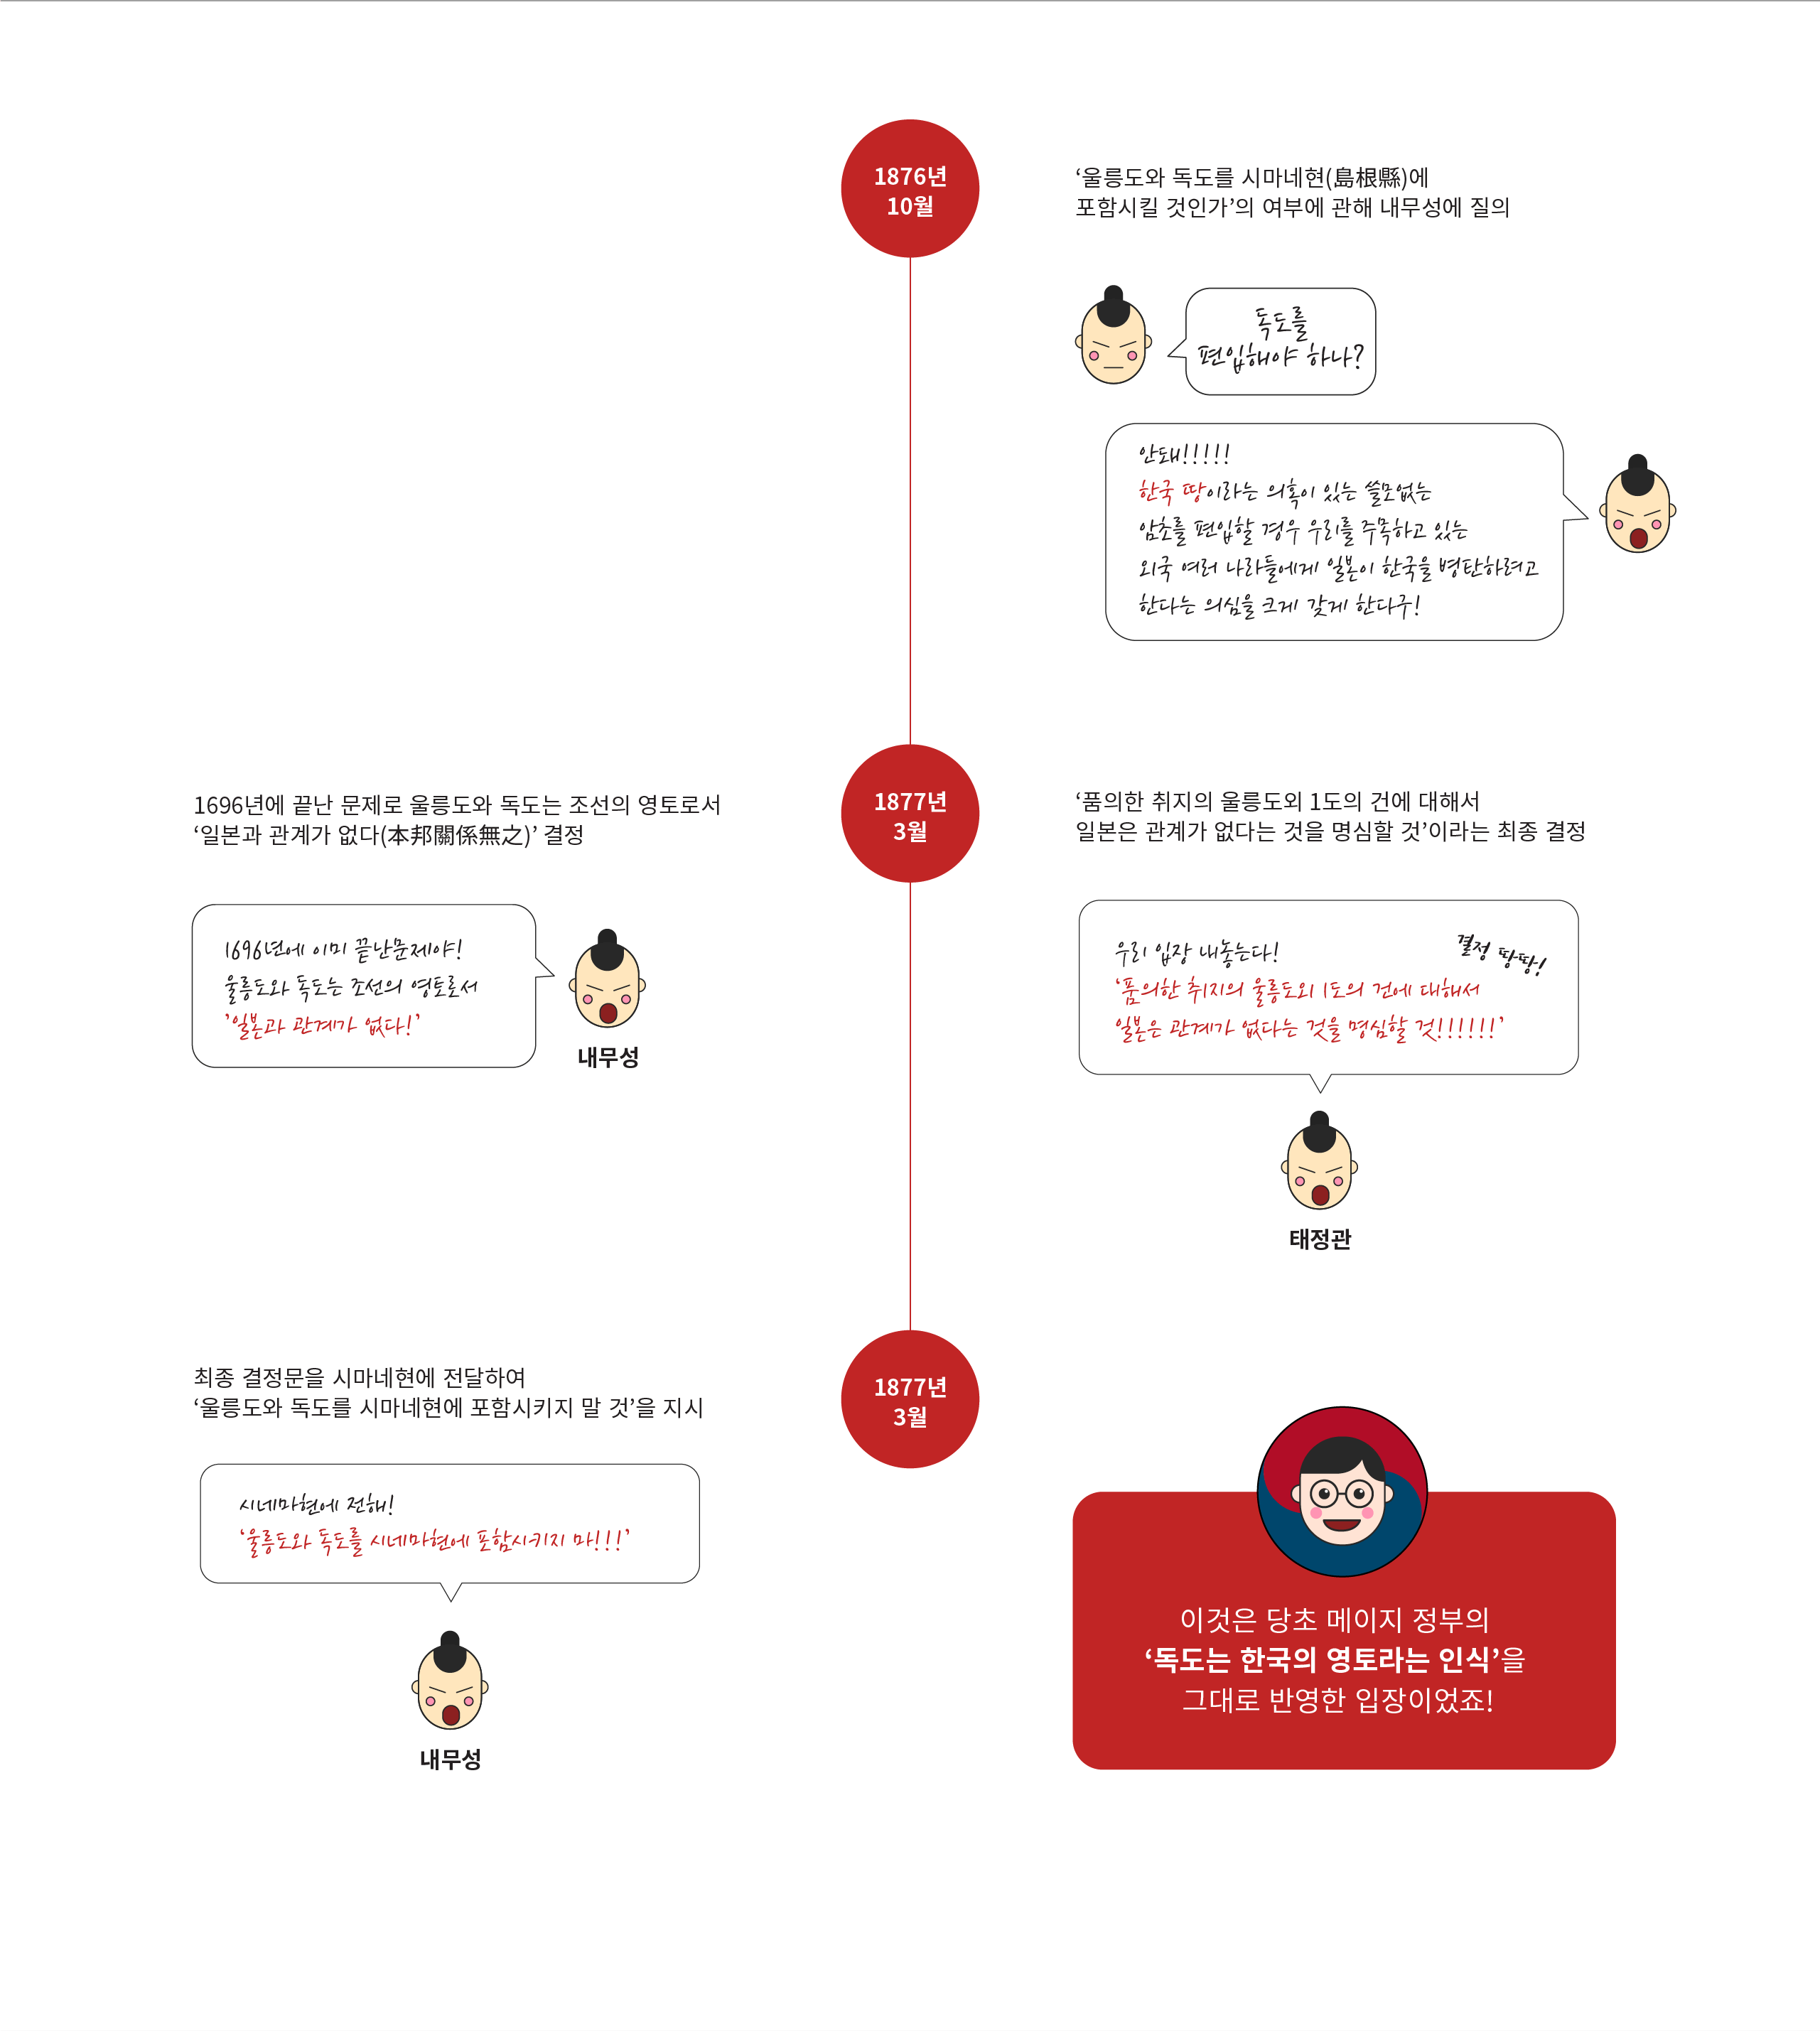 1876년
10월
‘울릉도와 독도를 시마네현(島根縣)에
포함시킬 것인가’의 여부에 관해 내무성에 질의
독도를
편입해야 하나?
안돼!!!!!
한국 땅이라는 의혹이 있는 쓸모없는
암초를 편입할 경우 우리를 주목하고 있는
외국 여러 나라들에게 일본이 한국을 병탄하려고
한다는 의심을 크게 갖게 한다구!
1877년
3월
1696년에 끝난 문제로 울릉도와 독도는 조선의 영토로서
‘일본과 관계가 없다(本邦關係無之)’ 결정
1696년에 이미 끝난문제야!
울릉도와 독도는 조선의 영토로서
’일본과 관계가 없다!’
내무성
‘품의한 취지의 울릉도외 1도의 건에 대해서
일본은 관계가 없다는 것을 명심할 것’이라는 최종 결정
우리 입장 내놓는다!
결정 땅땅!
‘품의한 취지의 울릉도외 1도의 건에 대해서
일본은 관계가 없다는 것을 명심할 것!!!!!!’
태정관
1877년
3월
최종 결정문을 시마네현에 전달하여
‘울릉도와 독도를 시마네현에 포함시키지 말 것’을 지시
시네마현에 전해!
‘울릉도와 독도를 시네마현에 포함시키지 마!!!’
내무성
이것은 당초 메이지 정부의
‘독도는 한국의 영토라는 인식’을
그대로 반영한 입장이었죠!